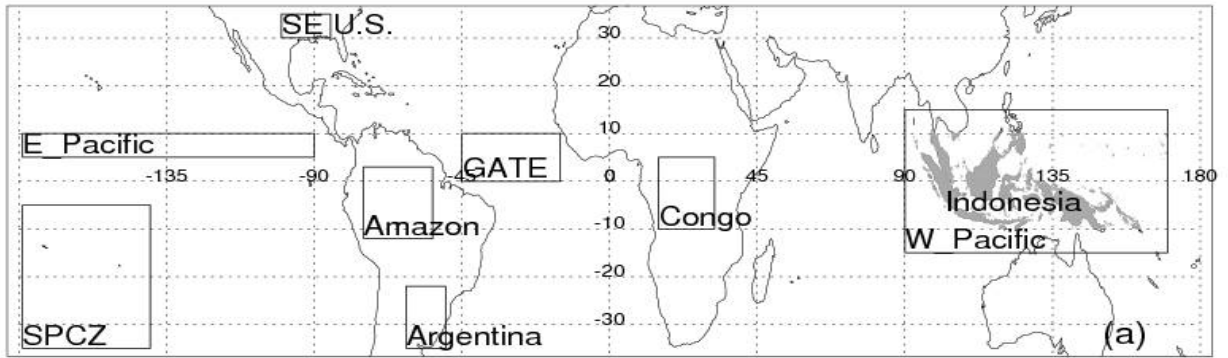 SE U.S.
30
20
10
E_Pacific
GATE
-135
-90
-45
0
45
90
135
180
Amazon
Congo
Indonesia
-10
W_Pacific
-20
-30
SPCZ
Argentina
(a)